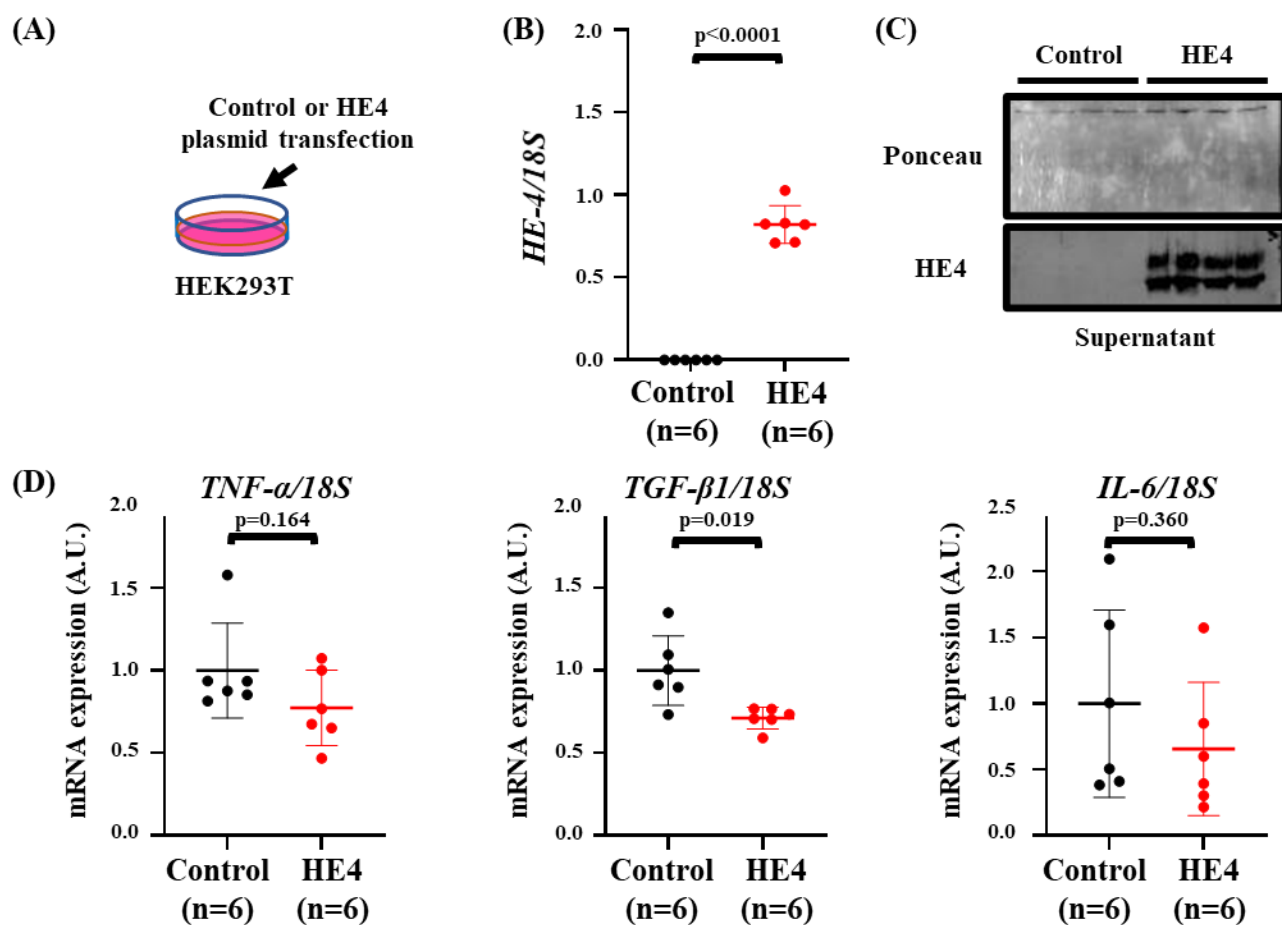 (A)
Control or HE4
plasmid transfection
HEK293T
(B)
2.0
p<0.0001
1.5
1.0
0.5
0.0
HE-4/18S
Control
(n=6)
HE4
(n=6)
(C)
Control
HE4
Ponceau
HE4
Supernatant
(D)
TNF-α/18S
2.0
p=0.164
1.5
1.0
0.5
0.0
mRNA expression (A.U.)
Control
(n=6)
HE4
(n=6)
TGF-β1/18S
2.0
p=0.019
1.5
1.0
0.5
0.0
mRNA expression (A.U.)
Control
(n=6)
HE4
(n=6)
IL-6/18S
2.5
p=0.360
2.0
1.5
1.0
0.5
0.0
mRNA expression (A.U.)
Control
(n=6)
HE4
(n=6)